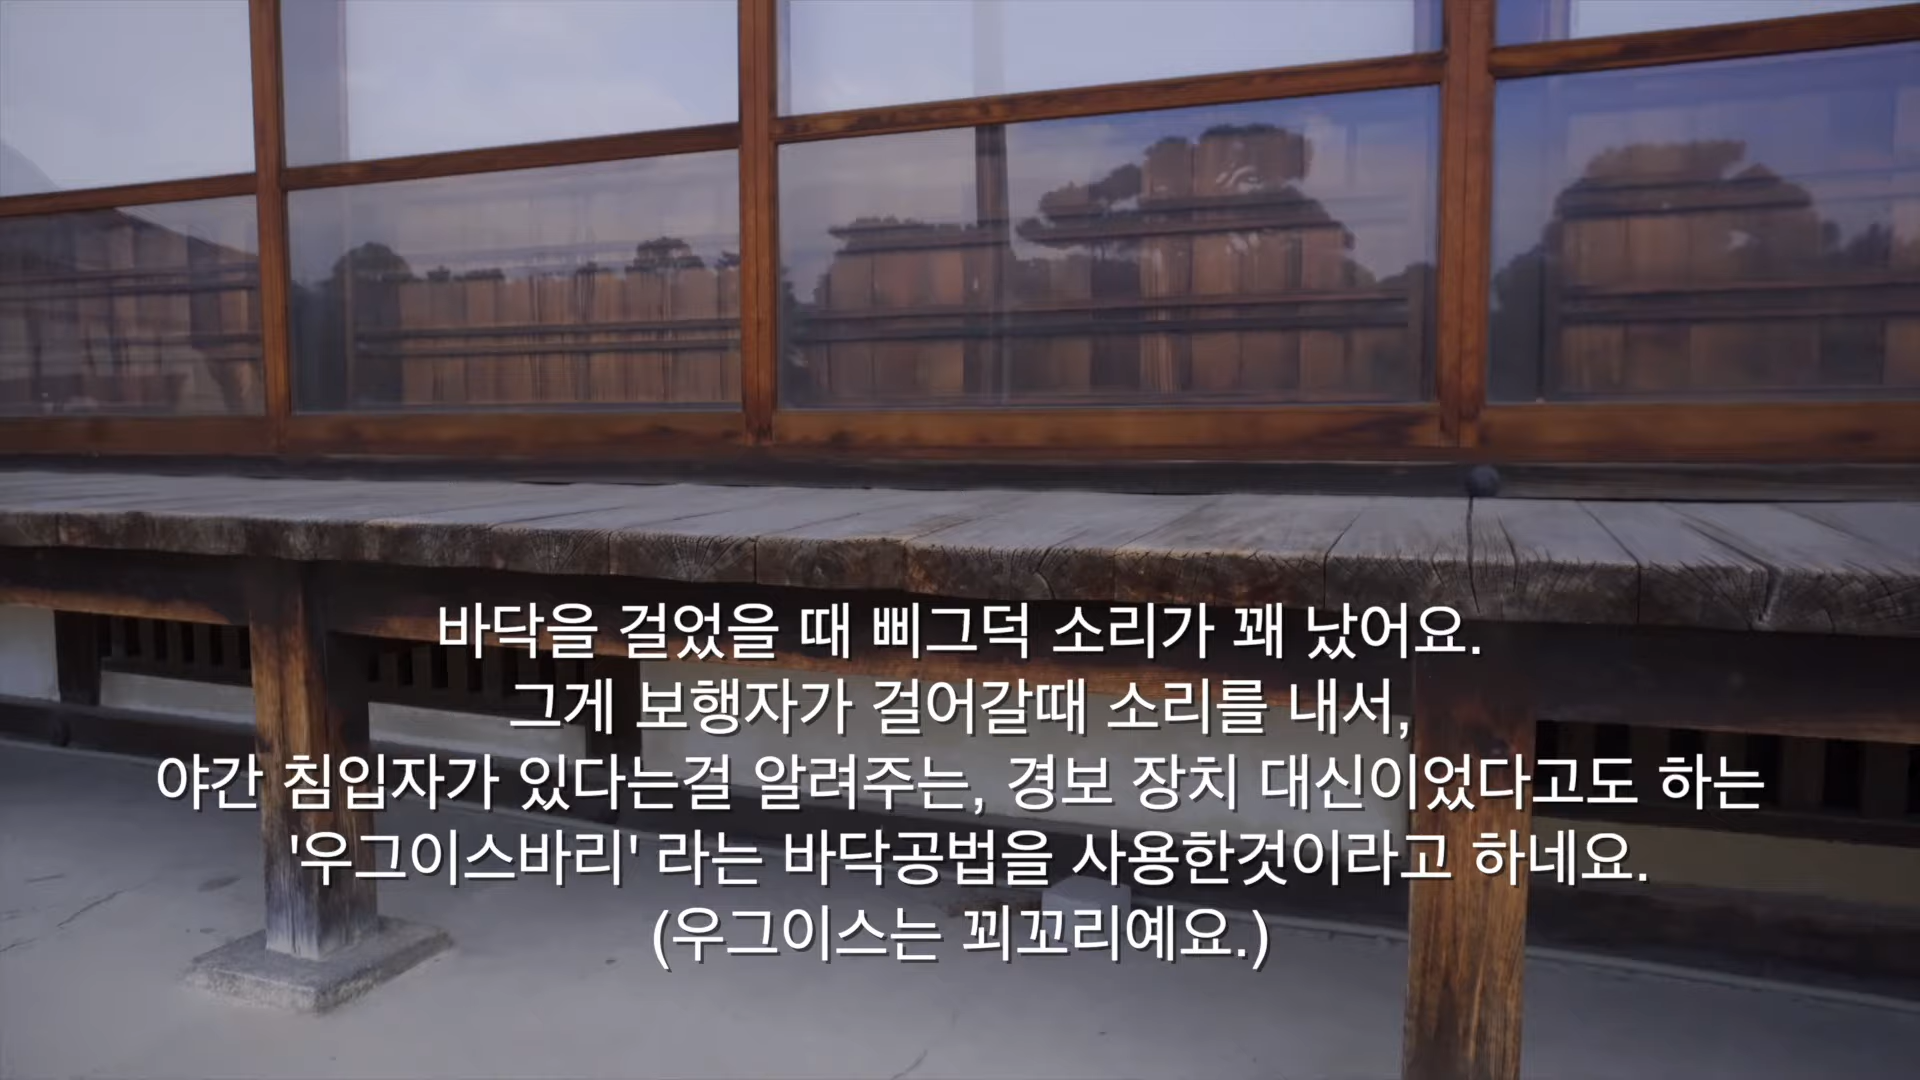 바닥을 걸었을 때 삐그덕 소리가 꽤 났어요.
그게 보행자가 걸어갈때 소리를 내서,
야간 침입자가 있다는걸 알려주는, 경보 장치 대신이었다고도 하는
'우그이스바리' 라는 바닥공법을 사용한것이라고 하네요.
(우그이스는 꾀꼬리예요.)